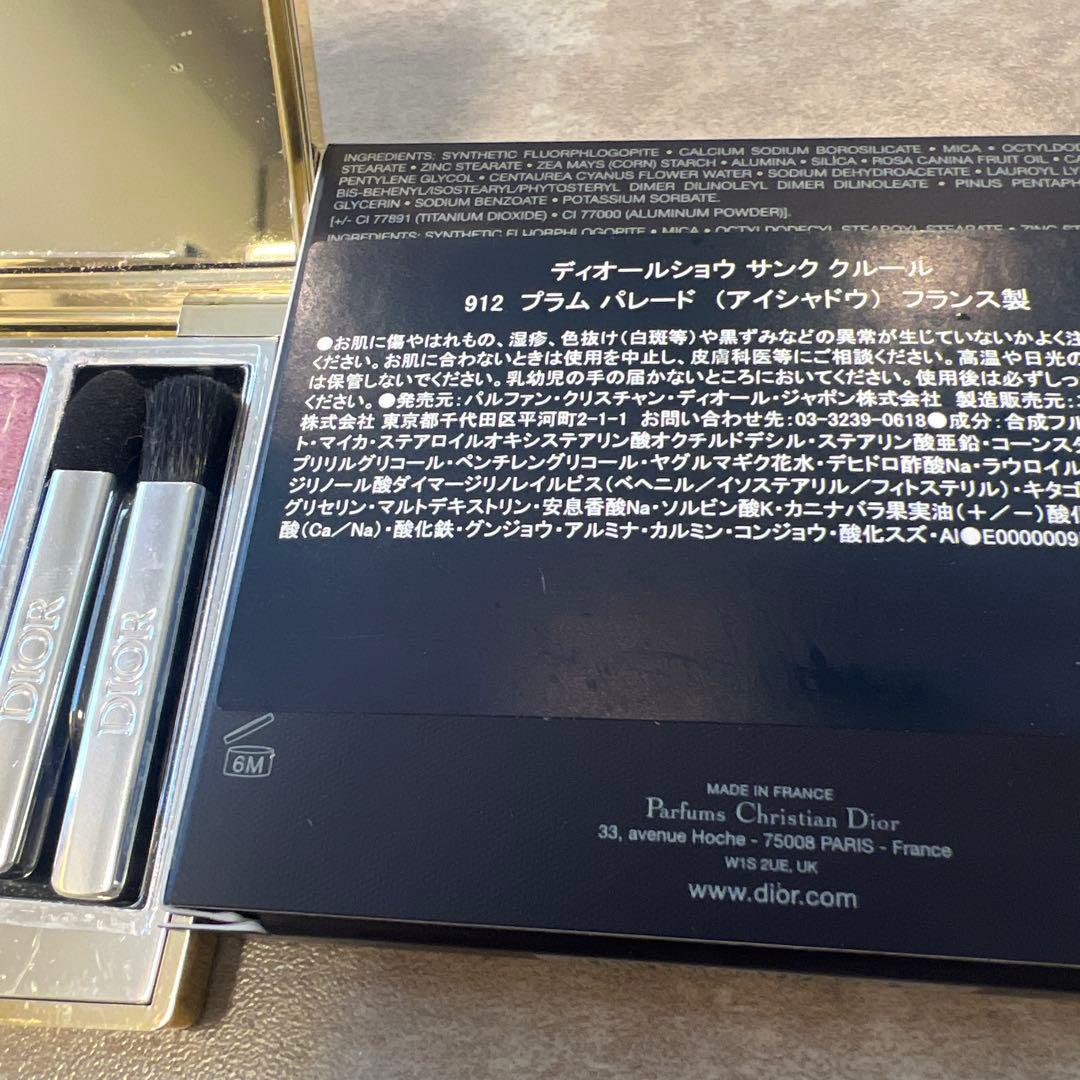 INGREDIENTS: SYNTHETIC FLUORPHLOGOPITE • CALCIUM SODIUM BOROSILICATE • MICA • OCTYLDOD
STEARATE • ZINC STEARATE • ZEA MAYS (CORN) STARCH • ALUMINA • SILICA • ROSA CANINA FRUIT OIL • CA
PENTYLENE GLYCOL • CENTAUREA CYANUS FLOWER WATER • SODIUM DEHYDROACETATE • LAUROYL LY
BIS-BEHENYL/ISOSTEARYL/PHYTOSTERYL DIMER DILINOLEYL DIMER DILINOLEATE • PINUS PENTAPH
GLYCERIN • SODIUM BENZOATE • POTASSIUM SORBATE.
[+/- CI 77891 (TITANIUM DIOXIDE) • CI 77000 (ALUMINUM POWDER)].
INGREDIENTS: SYNTHETIC FLUORPHLOGOPITE • MICA • OCTYLDODECYL STEAROYL STEARATE • ZINC ST
ディオールショウ サンク クルール
912 プラム パレード （アイシャドウ） フランス製
●お肌に傷やはれもの、湿疹、色抜け（白斑等）や黒ずみなどの異常が生じていないかよく注
ください。お肌に合わないときは使用を中止し、皮膚科医等にご相談ください。高温や日光の
は保管しないでください。乳幼児の手の届かないところにおいてください。使用後は必ずしっ
ください。●発売元：パルファン・クリスチャン・ディオール・ジャポン株式会社 製造販売元：
株式会社 東京都千代田区平河町2-1-1 お問い合わせ先：03-3239-0618●成分：合成フル
ト・マイカ・ステアロイルオキシステアリン酸オクチルドデシル・ステアリン酸亜鉛・コーンスタ
プリリルグリコール・ペンチレングリコール・ヤグルマギク花水・デヒドロ酢酸Na・ラウロイル
ジリノール酸ダイマージリノレイルビス（ベヘニル／イソステアリル／フィトステリル）・キタゴ
グリセリン・マルトデキストリン・安息香酸Na・ソルビン酸K・カニナバラ果実油（＋／－）酸化
酸（Ca／Na）・酸化鉄・グンジョウ・アルミナ・カルミン・コンジョウ・酸化スズ・Al●E0000009
DIOR
DIOR
6M
MADE IN FRANCE
Parfums Christian Dior
33, avenue Hoche - 75008 PARIS - France
W1S 2UE, UK
www.dior.com